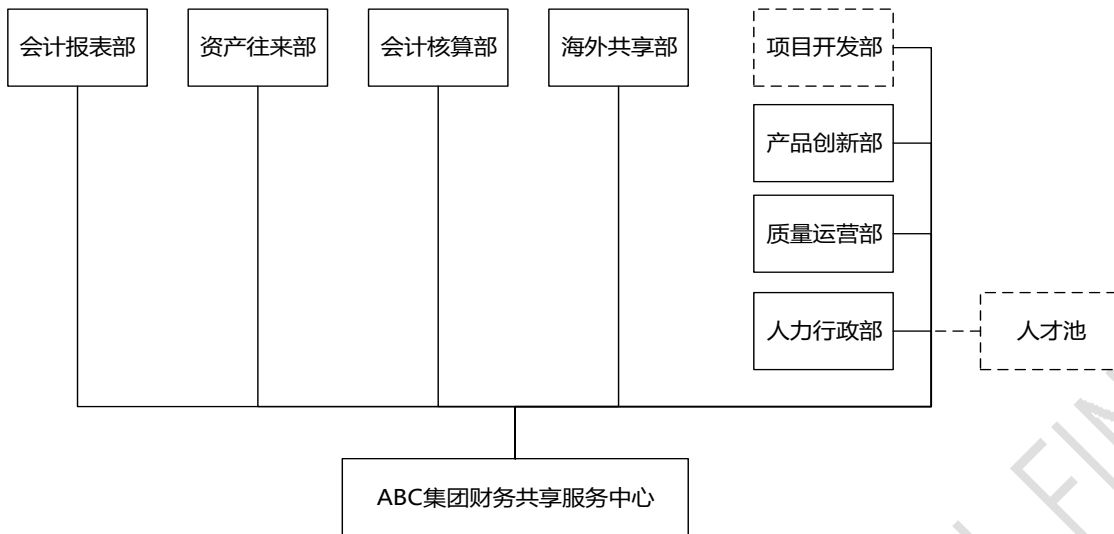 会计报表部
资产往来部
会计核算部
海外共享部
项目开发部
产品创新部
质量运营部
人力行政部
人才池
ABC集团财务共享服务中心